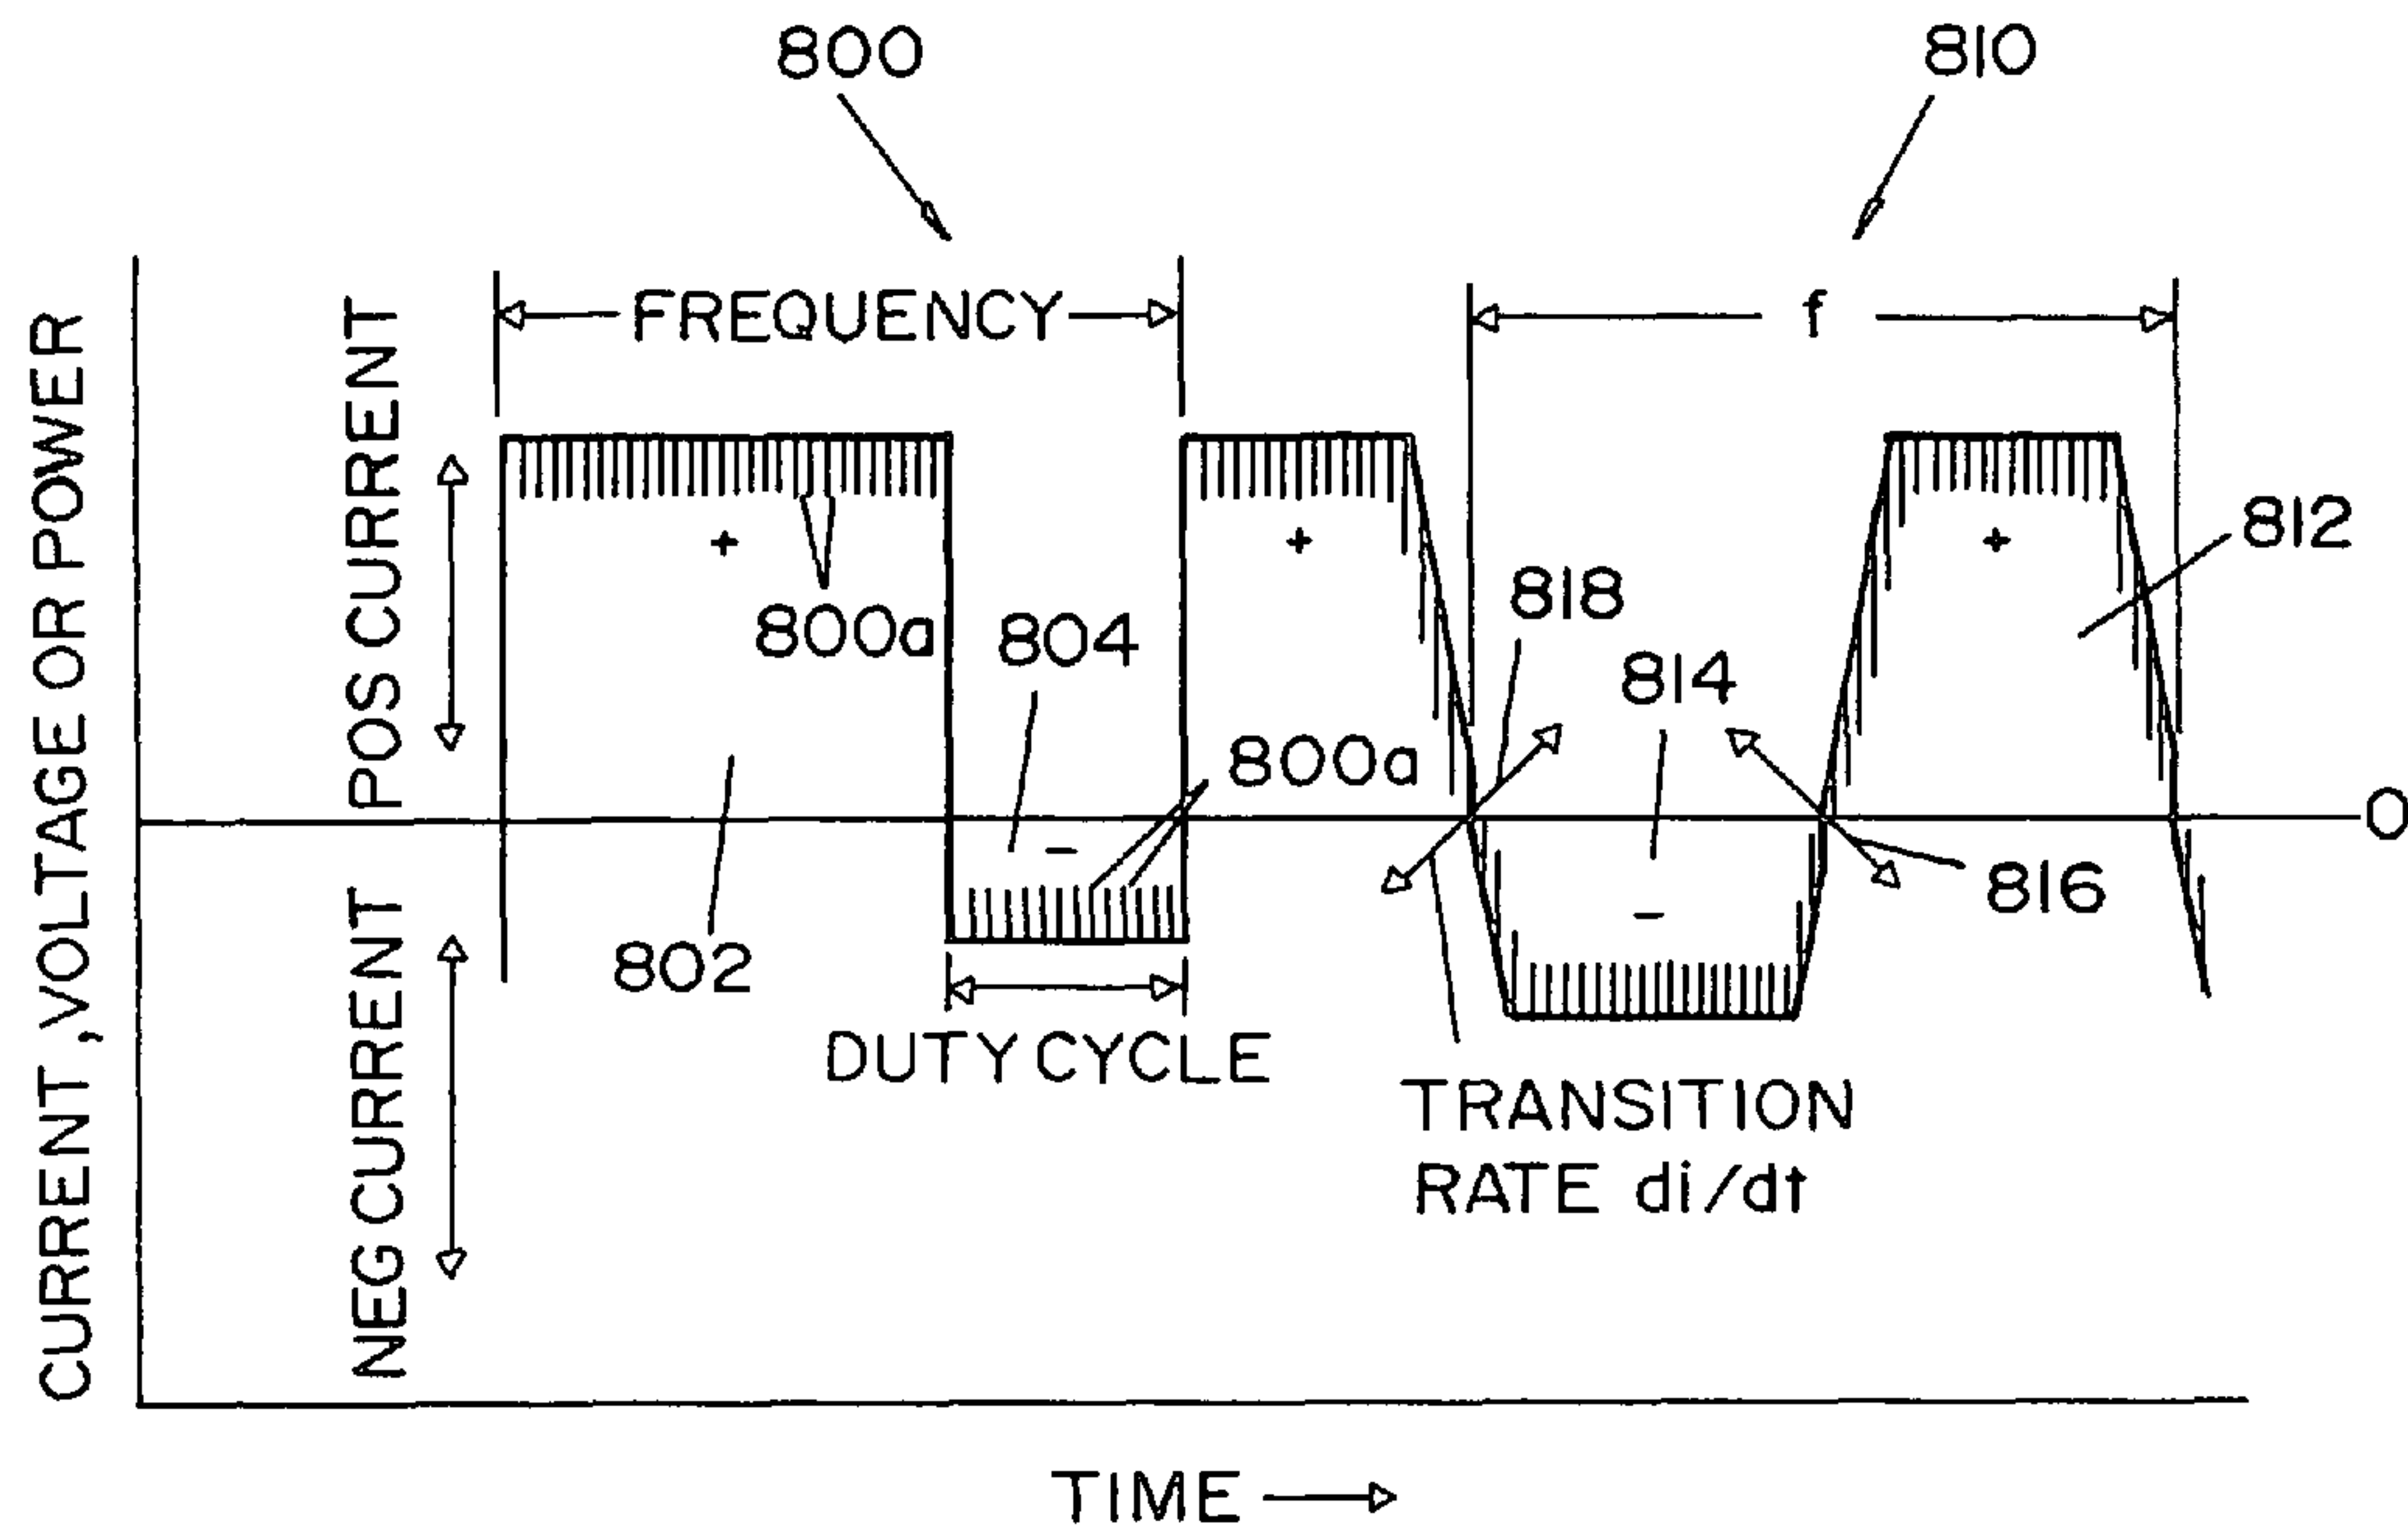 800
810
FREQUENCY
f
CURRENT, VOLTAGE OR POWER
POS CURRENT
NEG CURRENT
+
+
+
812
818
800a
804
814
800a
0
-
-
816
802
DUTY CYCLE
TRANSITION
RATE di/dt
TIME